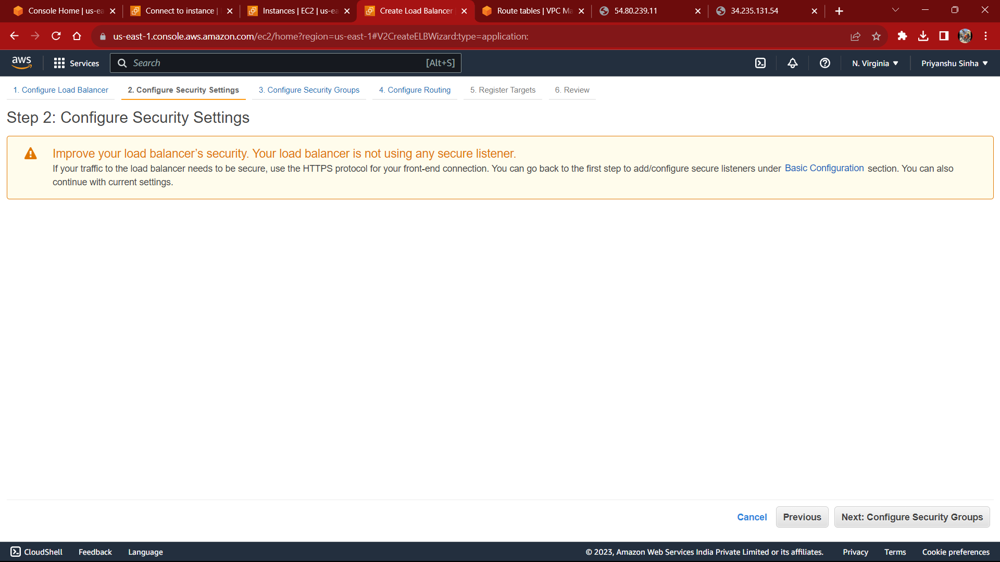 Console Home | us-ea
Connect to instance |
Instances | EC2 | us-ea
Create Load Balancer
Route tables | VPC Ma
54.80.239.11
34.235.131.54
us-east-1.console.aws.amazon.com/ec2/home?region=us-east-1#V2CreateELBWizard:type=application:
aws
Services
Search
[Alt+S]
N. Virginia
Priyanshu Sinha
1. Configure Load Balancer
2. Configure Security Settings
3. Configure Security Groups
4. Configure Routing
5. Register Targets
6. Review
Step 2: Configure Security Settings
Improve your load balancer’s security. Your load balancer is not using any secure listener.
If your traffic to the load balancer needs to be secure, use the HTTPS protocol for your front-end connection. You can go back to the first step to add/configure secure listeners under Basic Configuration section. You can also
continue with current settings.
Cancel
Previous
Next: Configure Security Groups
CloudShell
Feedback
Language
© 2023, Amazon Web Services India Private Limited or its affiliates.
Privacy
Terms
Cookie preferences